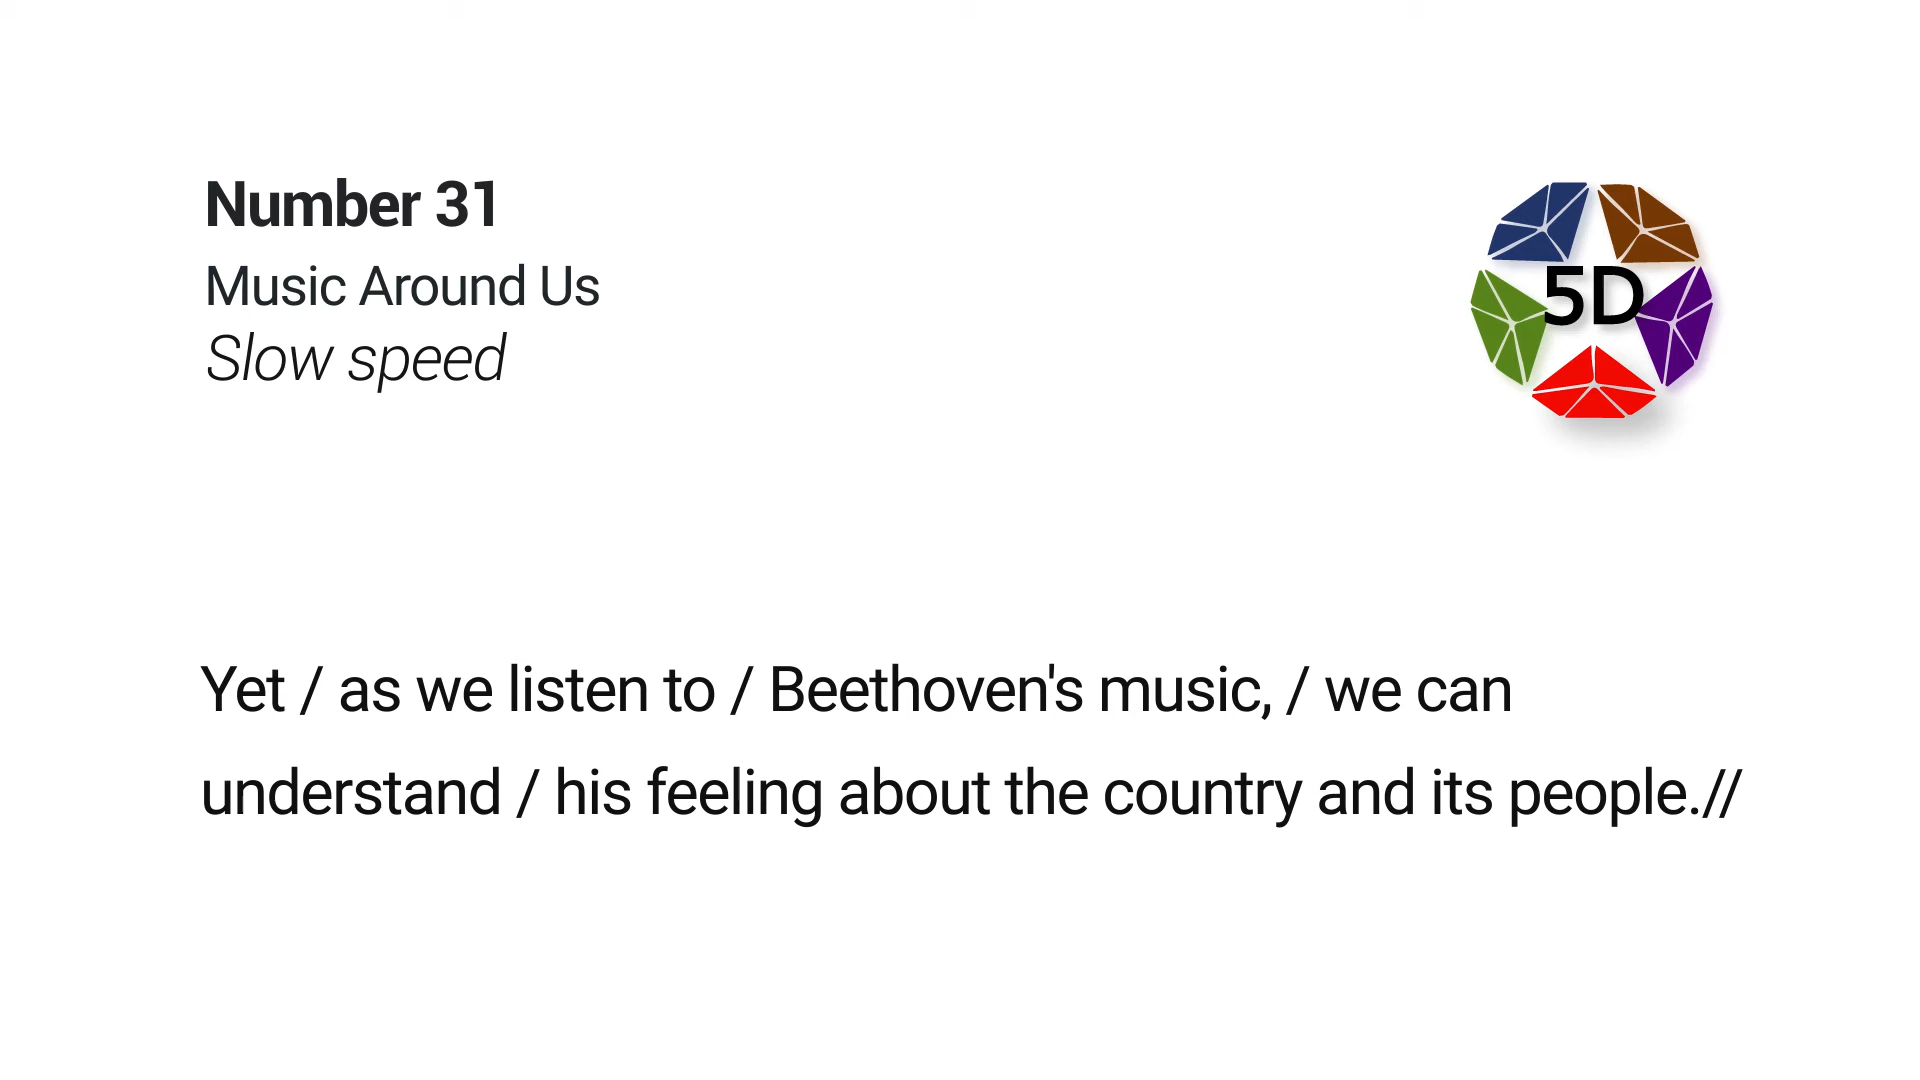 Number 31
Music Around Us
Slow speed
5D
Yet / as we listen to / Beethoven's music, / we can
understand / his feeling about the country and its people.//